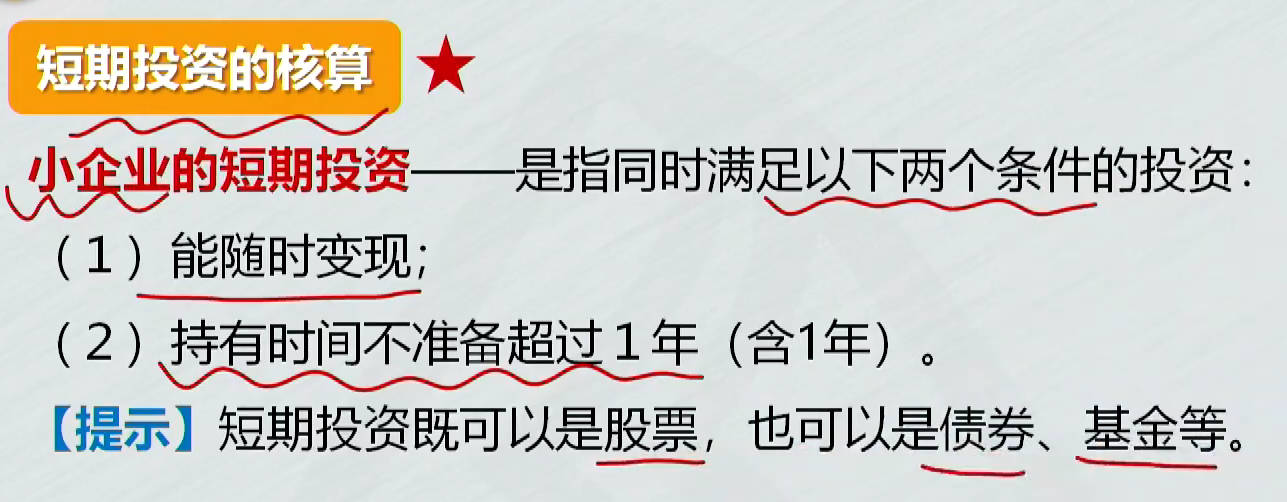 短期投资的核算
小企业的短期投资——是指同时满足以下两个条件的投资：
（1）能随时变现；
（2）持有时间不准备超过1年（含1年）。
【提示】短期投资既可以是股票，也可以是债券、基金等。